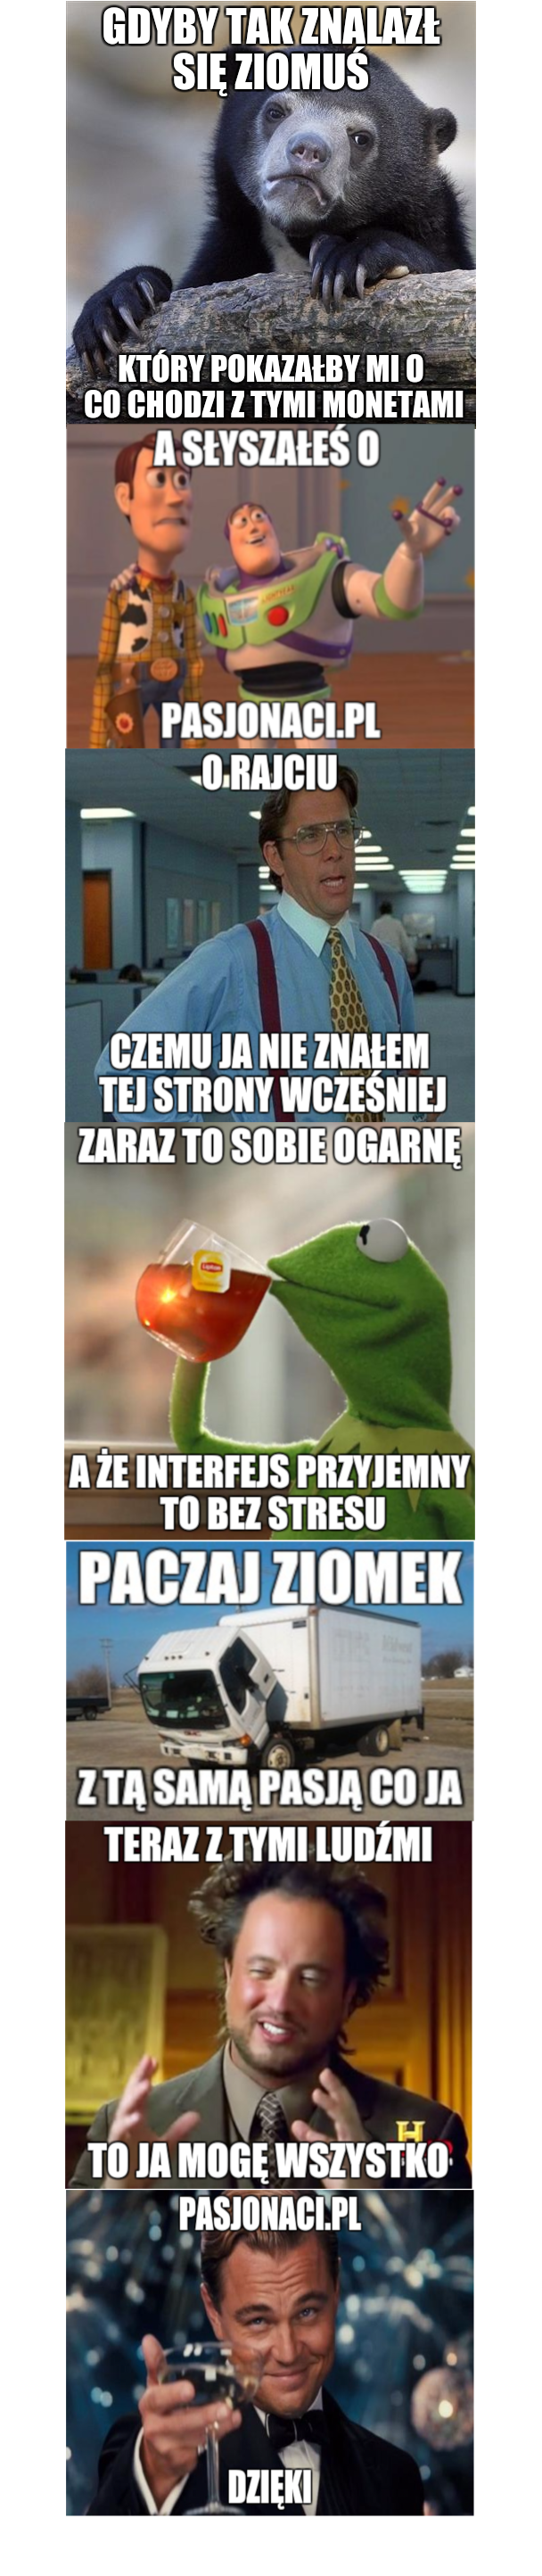 GDYBY TAK ZNALAZŁ
SIĘ ZIOMUŚ
KTÓRY POKAZAŁBY MI O
CO CHODZI Z TYMI MONETAMI
A SŁYSZAŁEŚ O
PASJONACI.PL
O RAJCIU
CZEMU JA NIE ZNAŁEM
TEJ STRONY WCZEŚNIEJ
ZARAZ TO SOBIE OGARNĘ
Lipton
A ŻE INTERFEJS PRZYJEMNY
TO BEZ STRESU
PACZAJ ZIOMEK
Z TĄ SAMĄ PASJĄ CO JA
TERAZ Z TYMI LUDŹMI
H
TO JA MOGĘ WSZYSTKO
PASJONACI.PL
DZIĘKI